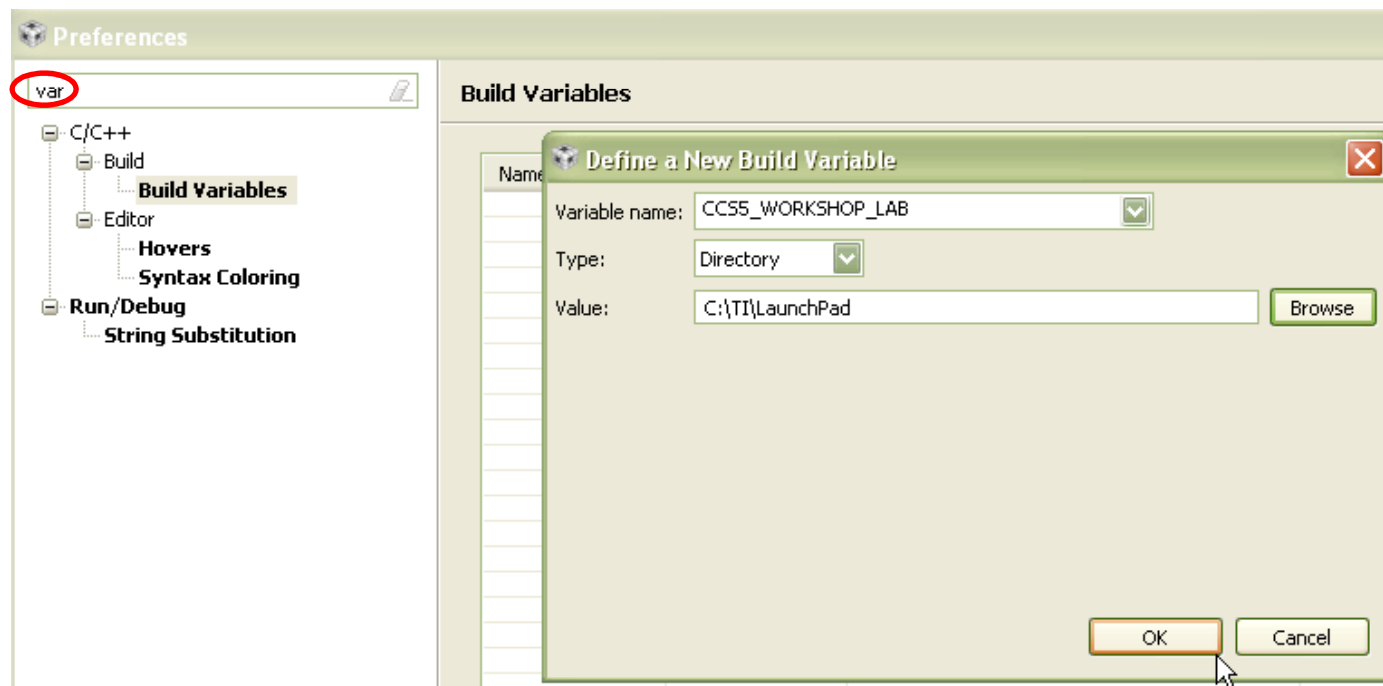 Preferences
var
C/C++
Build
Build Variables
Editor
Hovers
Syntax Coloring
Run/Debug
String Substitution
Build Variables
Name
Define a New Build Variable
Variable name: CCS5_WORKSHOP_LAB
Type: Directory
Value: C:\TI\LaunchPad Browse
OK Cancel